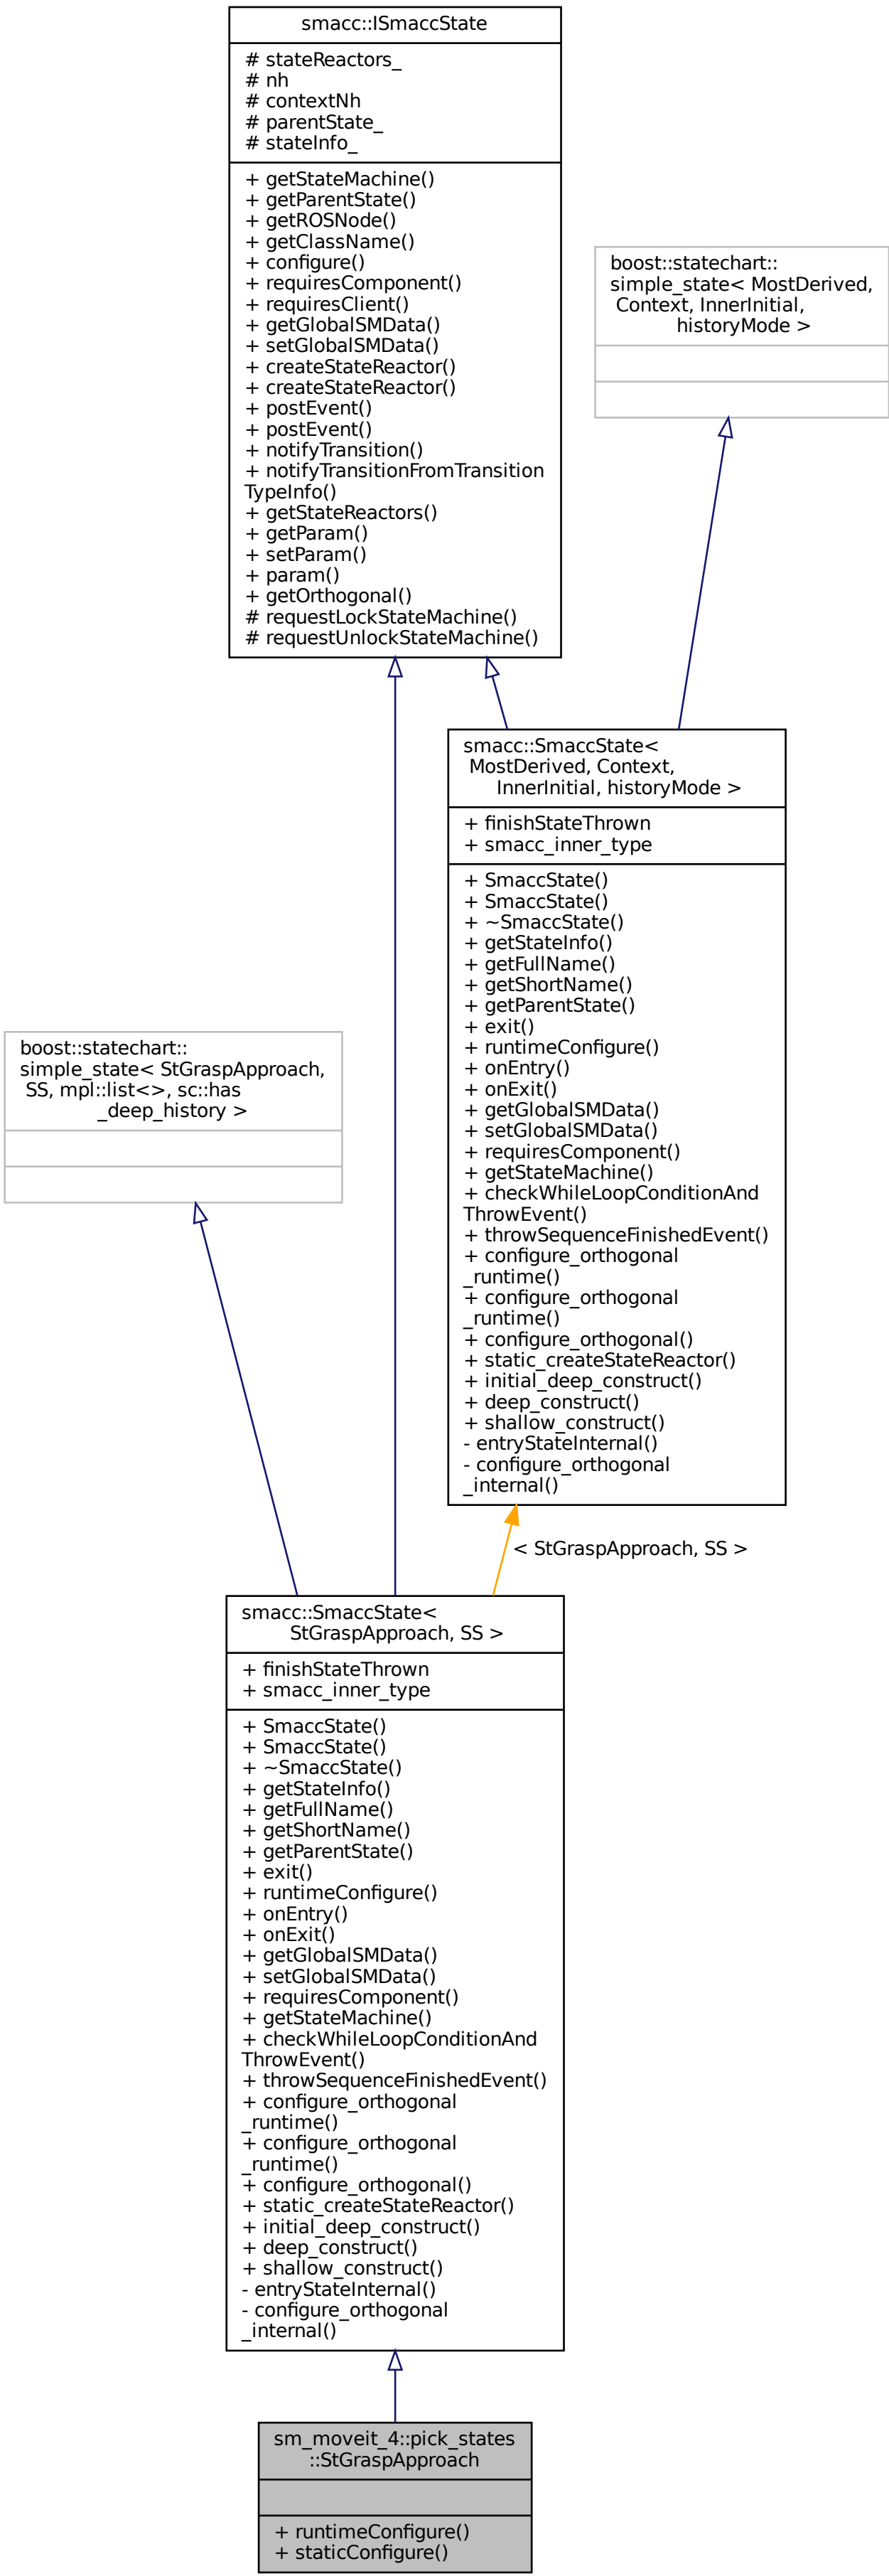 smacc::ISmaccState
# stateReactors_
# nh
# contextNh
# parentState_
# stateInfo_
+ getStateMachine()
+ getParentState()
+ getROSNode()
+ getClassName()
+ configure()
+ requiresComponent()
+ requiresClient()
+ getGlobalSMData()
+ setGlobalSMData()
+ createStateReactor()
+ createStateReactor()
+ postEvent()
+ postEvent()
+ notifyTransition()
+ notifyTransitionFromTransition
TypeInfo()
+ getStateReactors()
+ getParam()
+ setParam()
+ param()
+ getOrthogonal()
# requestLockStateMachine()
# requestUnlockStateMachine()
boost::statechart::
simple_state< MostDerived,
Context, InnerInitial,
historyMode >
smacc::SmaccState<
MostDerived, Context,
InnerInitial, historyMode >
+ finishStateThrown
+ smacc_inner_type
+ SmaccState()
+ SmaccState()
+ ~SmaccState()
+ getStateInfo()
+ getFullName()
+ getShortName()
+ getParentState()
+ exit()
+ runtimeConfigure()
+ onEntry()
+ onExit()
+ getGlobalSMData()
+ setGlobalSMData()
+ requiresComponent()
+ getStateMachine()
+ checkWhileLoopConditionAnd
ThrowEvent()
+ throwSequenceFinishedEvent()
+ configure_orthogonal
_runtime()
+ configure_orthogonal
_runtime()
+ configure_orthogonal()
+ static_createStateReactor()
+ initial_deep_construct()
+ deep_construct()
+ shallow_construct()
- entryStateInternal()
- configure_orthogonal
_internal()
boost::statechart::
simple_state< StGraspApproach,
SS, mpl::list<>, sc::has
_deep_history >
< StGraspApproach, SS >
smacc::SmaccState<
StGraspApproach, SS >
+ finishStateThrown
+ smacc_inner_type
+ SmaccState()
+ SmaccState()
+ ~SmaccState()
+ getStateInfo()
+ getFullName()
+ getShortName()
+ getParentState()
+ exit()
+ runtimeConfigure()
+ onEntry()
+ onExit()
+ getGlobalSMData()
+ setGlobalSMData()
+ requiresComponent()
+ getStateMachine()
+ checkWhileLoopConditionAnd
ThrowEvent()
+ throwSequenceFinishedEvent()
+ configure_orthogonal
_runtime()
+ configure_orthogonal
_runtime()
+ configure_orthogonal()
+ static_createStateReactor()
+ initial_deep_construct()
+ deep_construct()
+ shallow_construct()
- entryStateInternal()
- configure_orthogonal
_internal()
sm_moveit_4::pick_states
::StGraspApproach
+ runtimeConfigure()
+ staticConfigure()